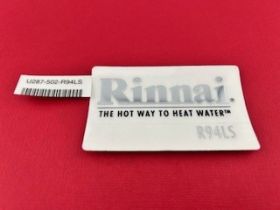 U287-502-R94LS
Rinnai.
THE HOT WAY TO HEAT WATER™
R94LS